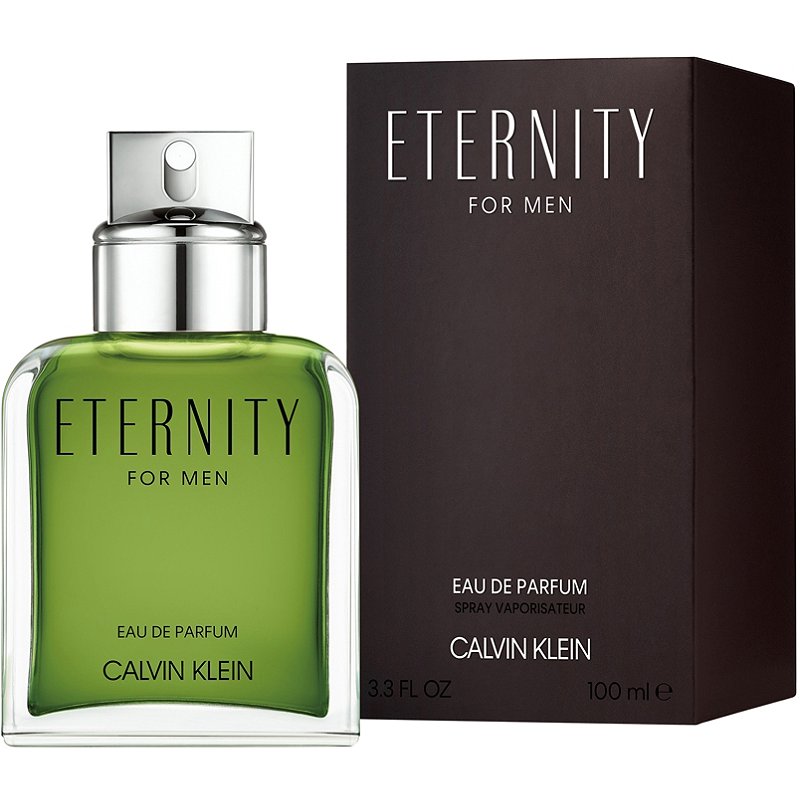 ETERNITY
FOR MEN
EAU DE PARFUM
CALVIN KLEIN
ETERNITY
FOR MEN
EAU DE PARFUM
SPRAY VAPORISATEUR
CALVIN KLEIN
3.3 FL OZ 100 ml ℮